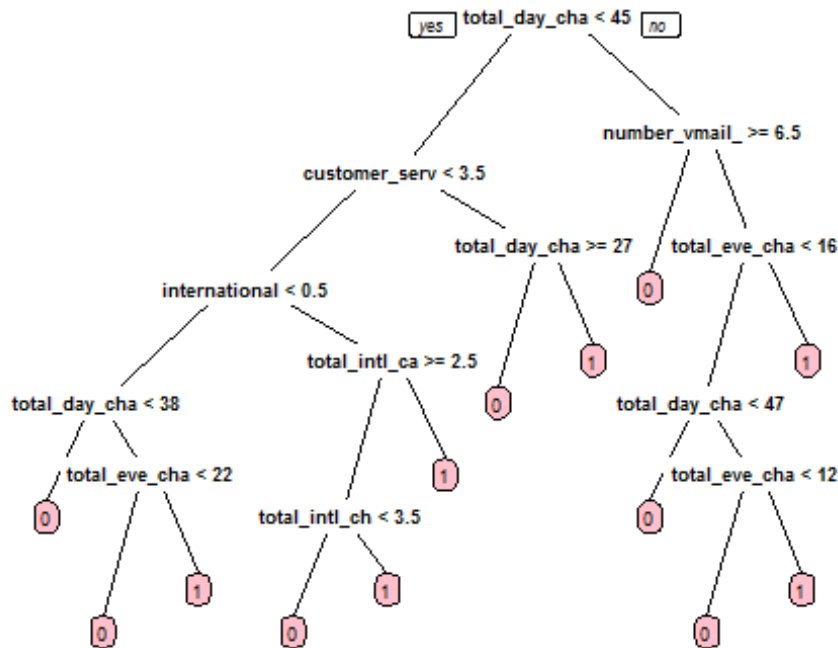 yes total_day_cha < 45 no
number_vmail_ >= 6.5
customer_serv < 3.5
total_day_cha >= 27 total_eve_cha < 16
international < 0.5
0
total_intl_ca >= 2.5 1 1
total_day_cha < 38 0 total_day_cha < 47
total_eve_cha < 22 1 total_eve_cha < 12
0 total_intl_ch < 3.5 0
1 1 1
0 0 0